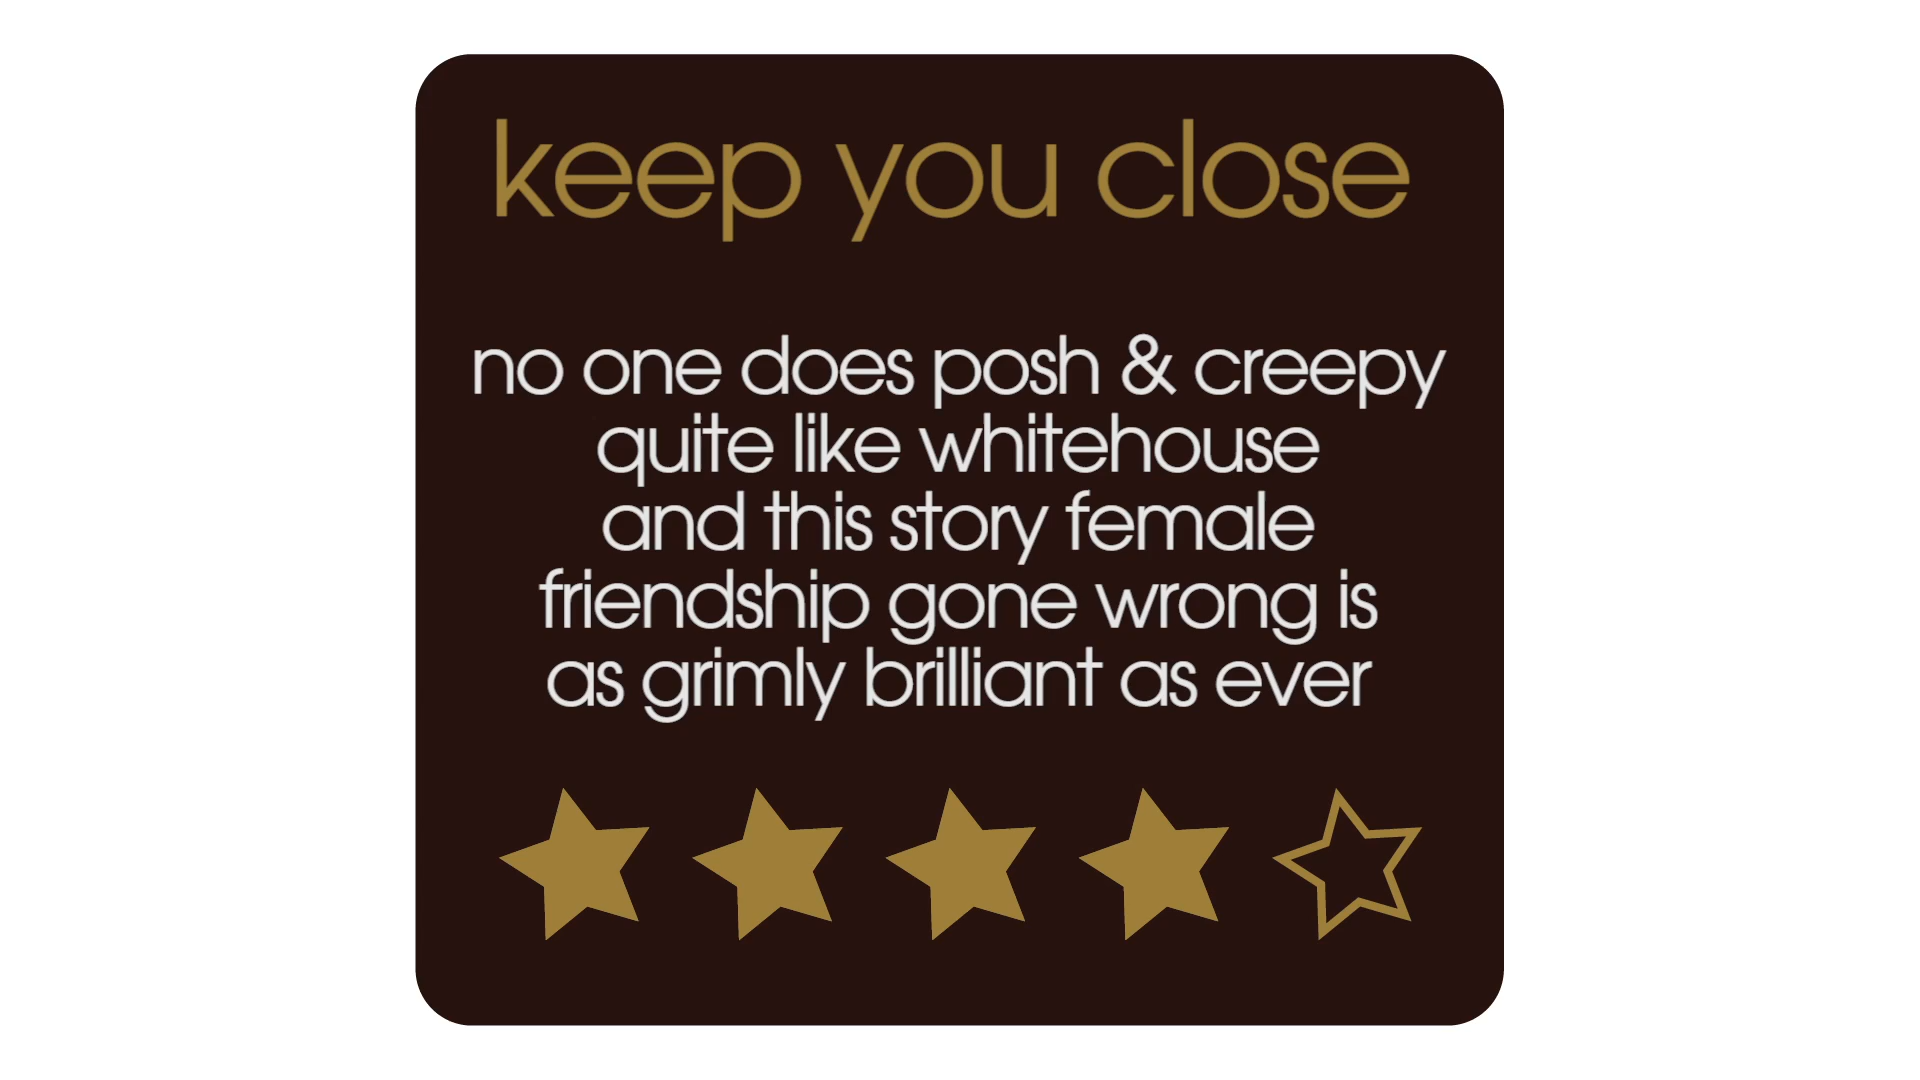 keep you close
no one does posh & creepy
quite like whitehouse
and this story female
friendship gone wrong is
as grimly brilliant as ever